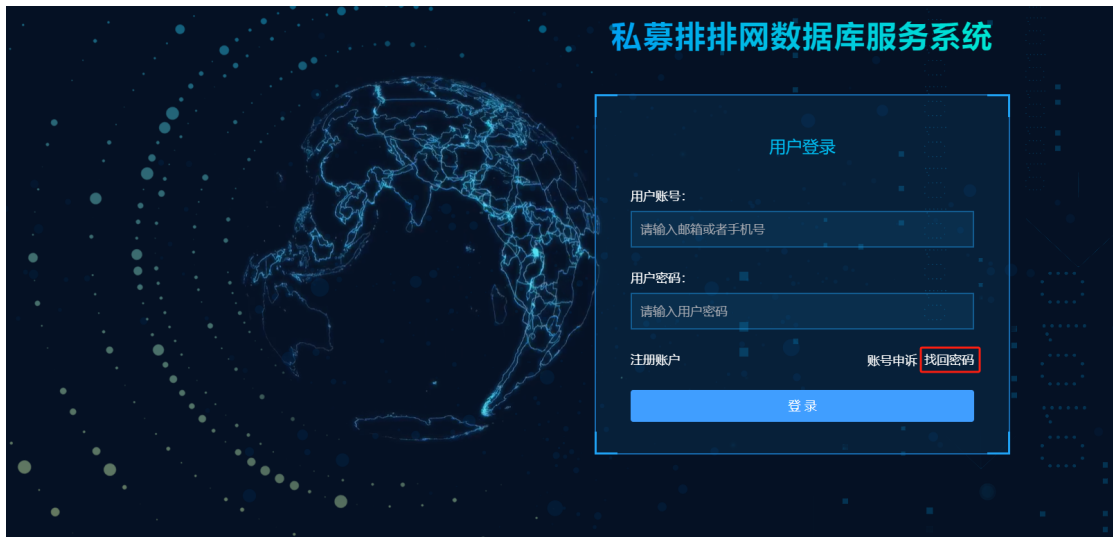 私募排排网数据库服务系统
用户登录
用户账号：
请输入邮箱或者手机号
用户密码：
请输入用户密码
注册账户 账号申诉 找回密码
登 录